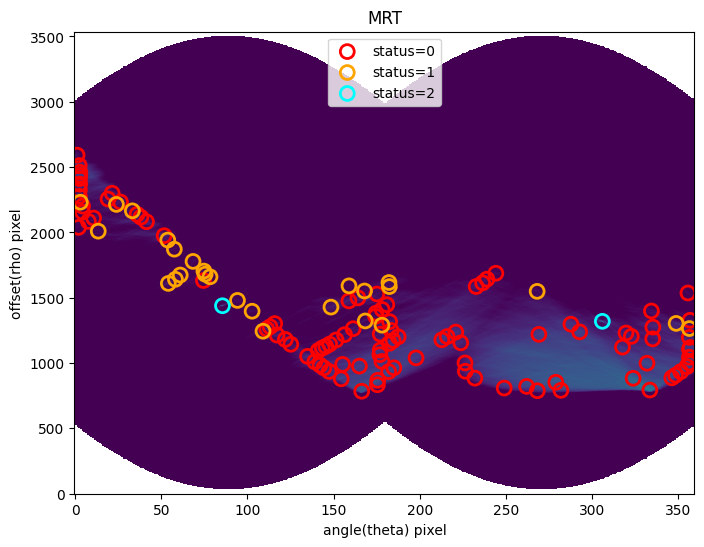 MRT
status=0
status=1
status=2
3500
3000
2500
2000
1500
1000
500
0
offset(rho) pixel
0 50 100 150 200 250 300 350
angle(theta) pixel